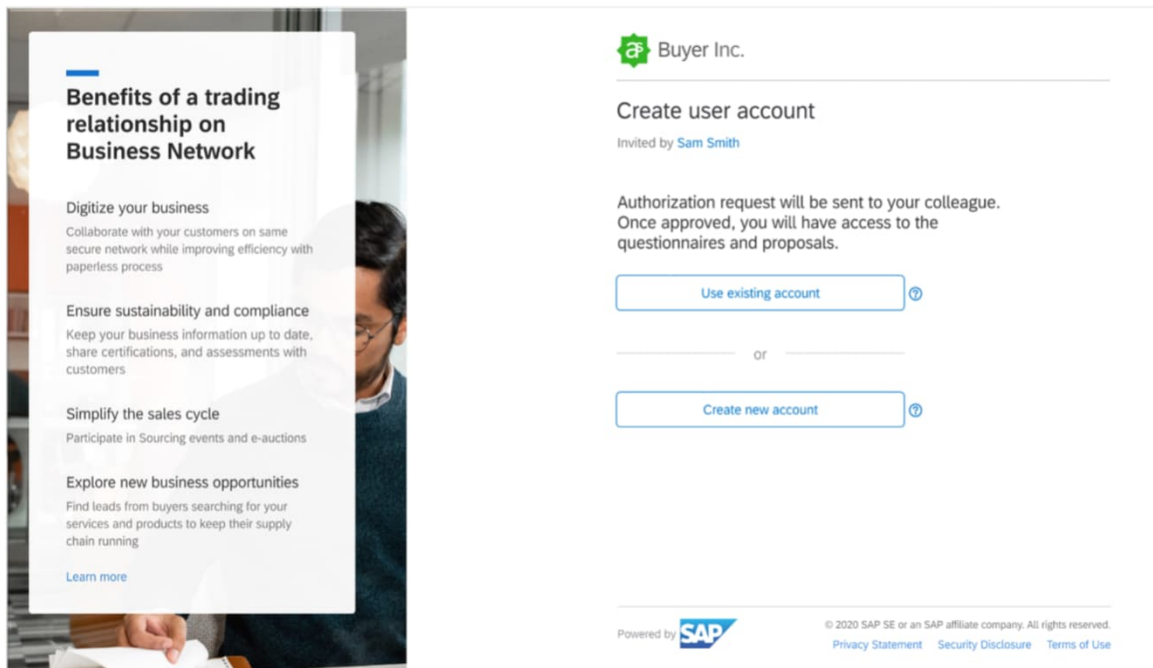 Benefits of a trading
relationship on
Business Network
Digitize your business
Collaborate with your customers on same
secure network while improving efficiency with
paperless process
Ensure sustainability and compliance
Keep your business information up to date,
share certifications, and assessments with
customers
Simplify the sales cycle
Participate in Sourcing events and e-auctions
Explore new business opportunities
Find leads from buyers searching for your
services and products to keep their supply
chain running
Learn more
as Buyer Inc.
Create user account
Invited by Sam Smith
Authorization request will be sent to your colleague.
Once approved, you will have access to the
questionnaires and proposals.
Use existing account ?
or
Create new account ?
Powered by SAP
© 2020 SAP SE or an SAP affiliate company. All rights reserved.
Privacy Statement Security Disclosure Terms of Use